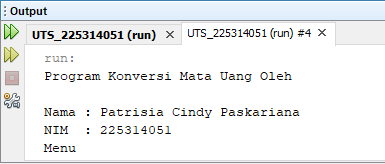 Output
UTS_225314051 (run) UTS_225314051 (run) #4
run:
Program Konversi Mata Uang Oleh
Nama : Patrisia Cindy Paskariana
NIM  : 225314051
Menu